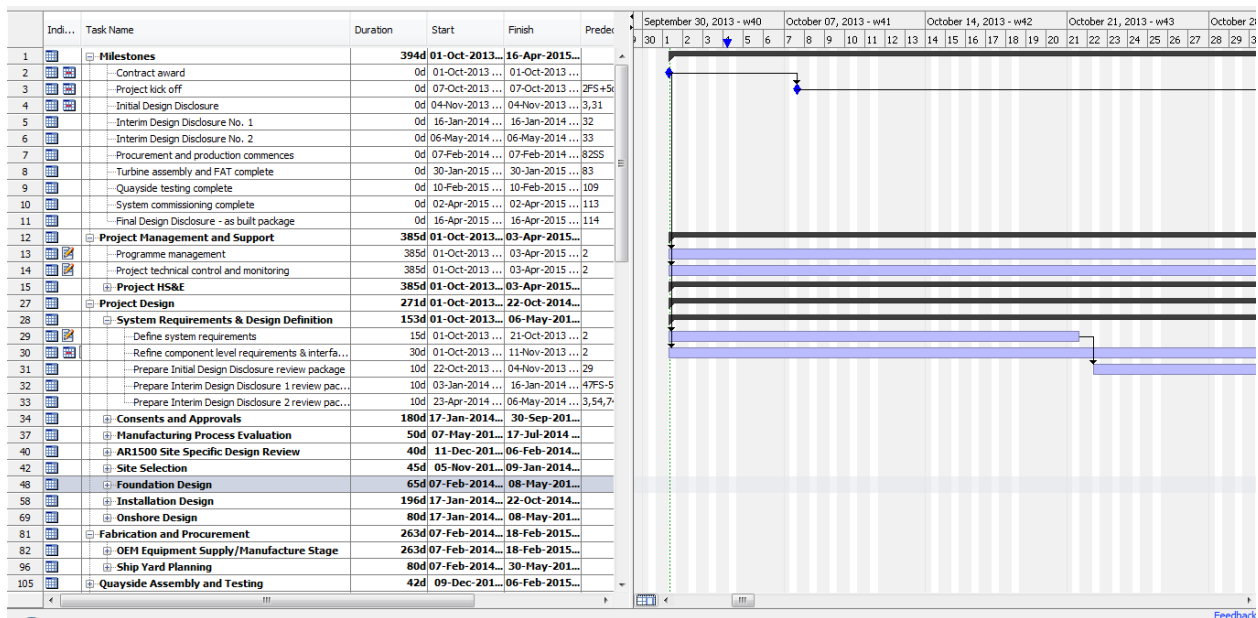 Indi... Task Name Duration Start Finish Predec
September 30, 2013 - w40 October 07, 2013 - w41 October 14, 2013 - w42 October 21, 2013 - w43 October 28
30 1 2 3 4 5 6 7 8 9 10 11 12 13 14 15 16 17 18 19 20 21 22 23 24 25 26 27 28 29 3
1 Milestones 394d 01-Oct-2013... 16-Apr-2015...
2 Contract award 0d 01-Oct-2013 ... 01-Oct-2013 ...
3 Project kick off 0d 07-Oct-2013 ... 07-Oct-2013 ... 2FS+5d
4 Initial Design Disclosure 0d 04-Nov-2013 ... 04-Nov-2013 ... 3,31
5 Interim Design Disclosure No. 1 0d 16-Jan-2014 ... 16-Jan-2014 ... 32
6 Interim Design Disclosure No. 2 0d 06-May-2014 ... 06-May-2014 ... 33
7 Procurement and production commences 0d 07-Feb-2014 ... 07-Feb-2014 ... 82SS
8 Turbine assembly and FAT complete 0d 30-Jan-2015 ... 30-Jan-2015 ... 83
9 Quayside testing complete 0d 10-Feb-2015 ... 10-Feb-2015 ... 109
10 System commissioning complete 0d 02-Apr-2015 ... 02-Apr-2015 ... 113
11 Final Design Disclosure - as built package 0d 16-Apr-2015 ... 16-Apr-2015 ... 114
12 Project Management and Support 385d 01-Oct-2013... 03-Apr-2015...
13 Programme management 385d 01-Oct-2013 ... 03-Apr-2015 ... 2
14 Project technical control and monitoring 385d 01-Oct-2013 ... 03-Apr-2015 ... 2
15 Project HS&E 385d 01-Oct-2013... 03-Apr-2015...
27 Project Design 271d 01-Oct-2013... 22-Oct-2014...
28 System Requirements & Design Definition 153d 01-Oct-2013... 06-May-201...
29 Define system requirements 15d 01-Oct-2013 ... 21-Oct-2013 ... 2
30 Refine component level requirements & interfa... 30d 01-Oct-2013 ... 11-Nov-2013 ... 2
31 Prepare Initial Design Disclosure review package 10d 22-Oct-2013 ... 04-Nov-2013 ... 29
32 Prepare Interim Design Disclosure 1 review pac... 10d 03-Jan-2014 ... 16-Jan-2014 ... 47FS-5
33 Prepare Interim Design Disclosure 2 review pac... 10d 23-Apr-2014 ... 06-May-2014 ... 3,54,74
34 Consents and Approvals 180d 17-Jan-2014... 30-Sep-201...
37 Manufacturing Process Evaluation 50d 07-May-201... 17-Jul-2014 ...
40 AR1500 Site Specific Design Review 40d 11-Dec-201... 06-Feb-2014...
42 Site Selection 45d 05-Nov-201... 09-Jan-2014...
48 Foundation Design 65d 07-Feb-2014... 08-May-201...
58 Installation Design 196d 17-Jan-2014... 22-Oct-2014...
69 Onshore Design 80d 17-Jan-2014... 08-May-201...
81 Fabrication and Procurement 263d 07-Feb-2014... 18-Feb-2015...
82 OEM Equipment Supply/Manufacture Stage 263d 07-Feb-2014... 18-Feb-2015...
96 Ship Yard Planning 80d 07-Feb-2014... 30-May-201...
105 Quayside Assembly and Testing 42d 09-Dec-201... 06-Feb-2015...
Feedback